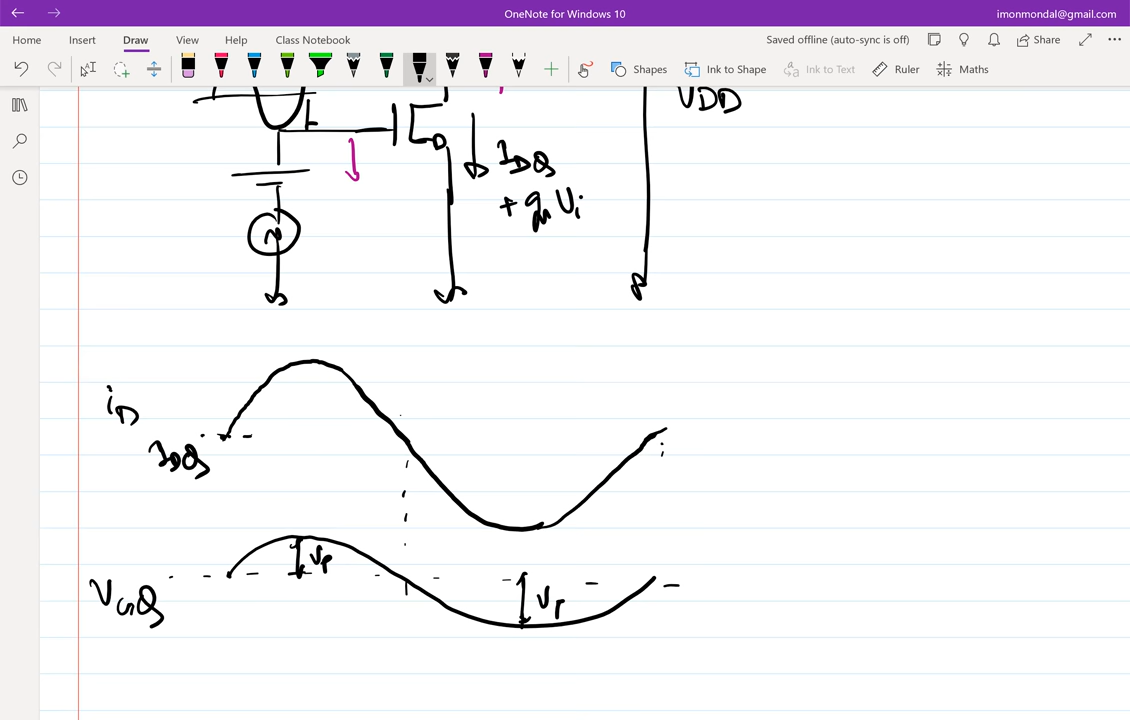 OneNote for Windows 10
imonmondal@gmail.com
Home Insert Draw View Help Class Notebook
Saved offline (auto-sync is off) Share
Shapes Ink to Shape Ink to Text Ruler Maths
VDD
IDQ
+ gm Vi
iD
IDQ
Vp
VGSQ
Vp